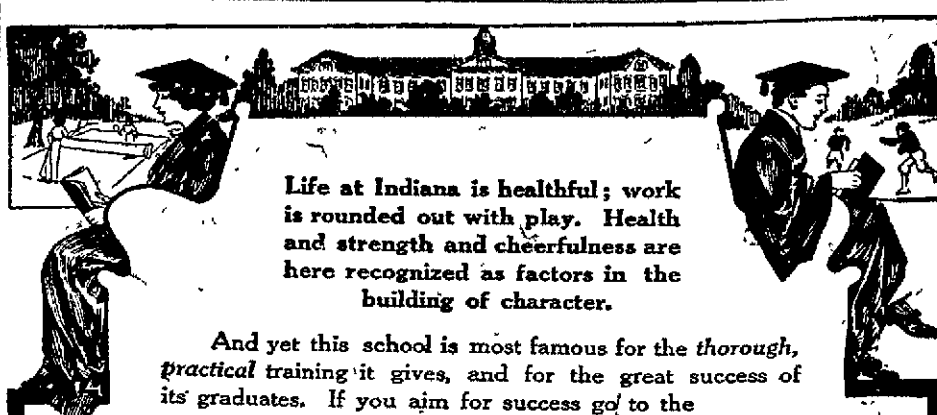 Life at Indiana is healthful; work
is rounded out with play. Health
and strength and cheerfulness are
here recognized as factors in the
building of character.
And yet this school is most famous for the thorough,
practical training it gives, and for the great success of
its graduates. If you aim for success go to the